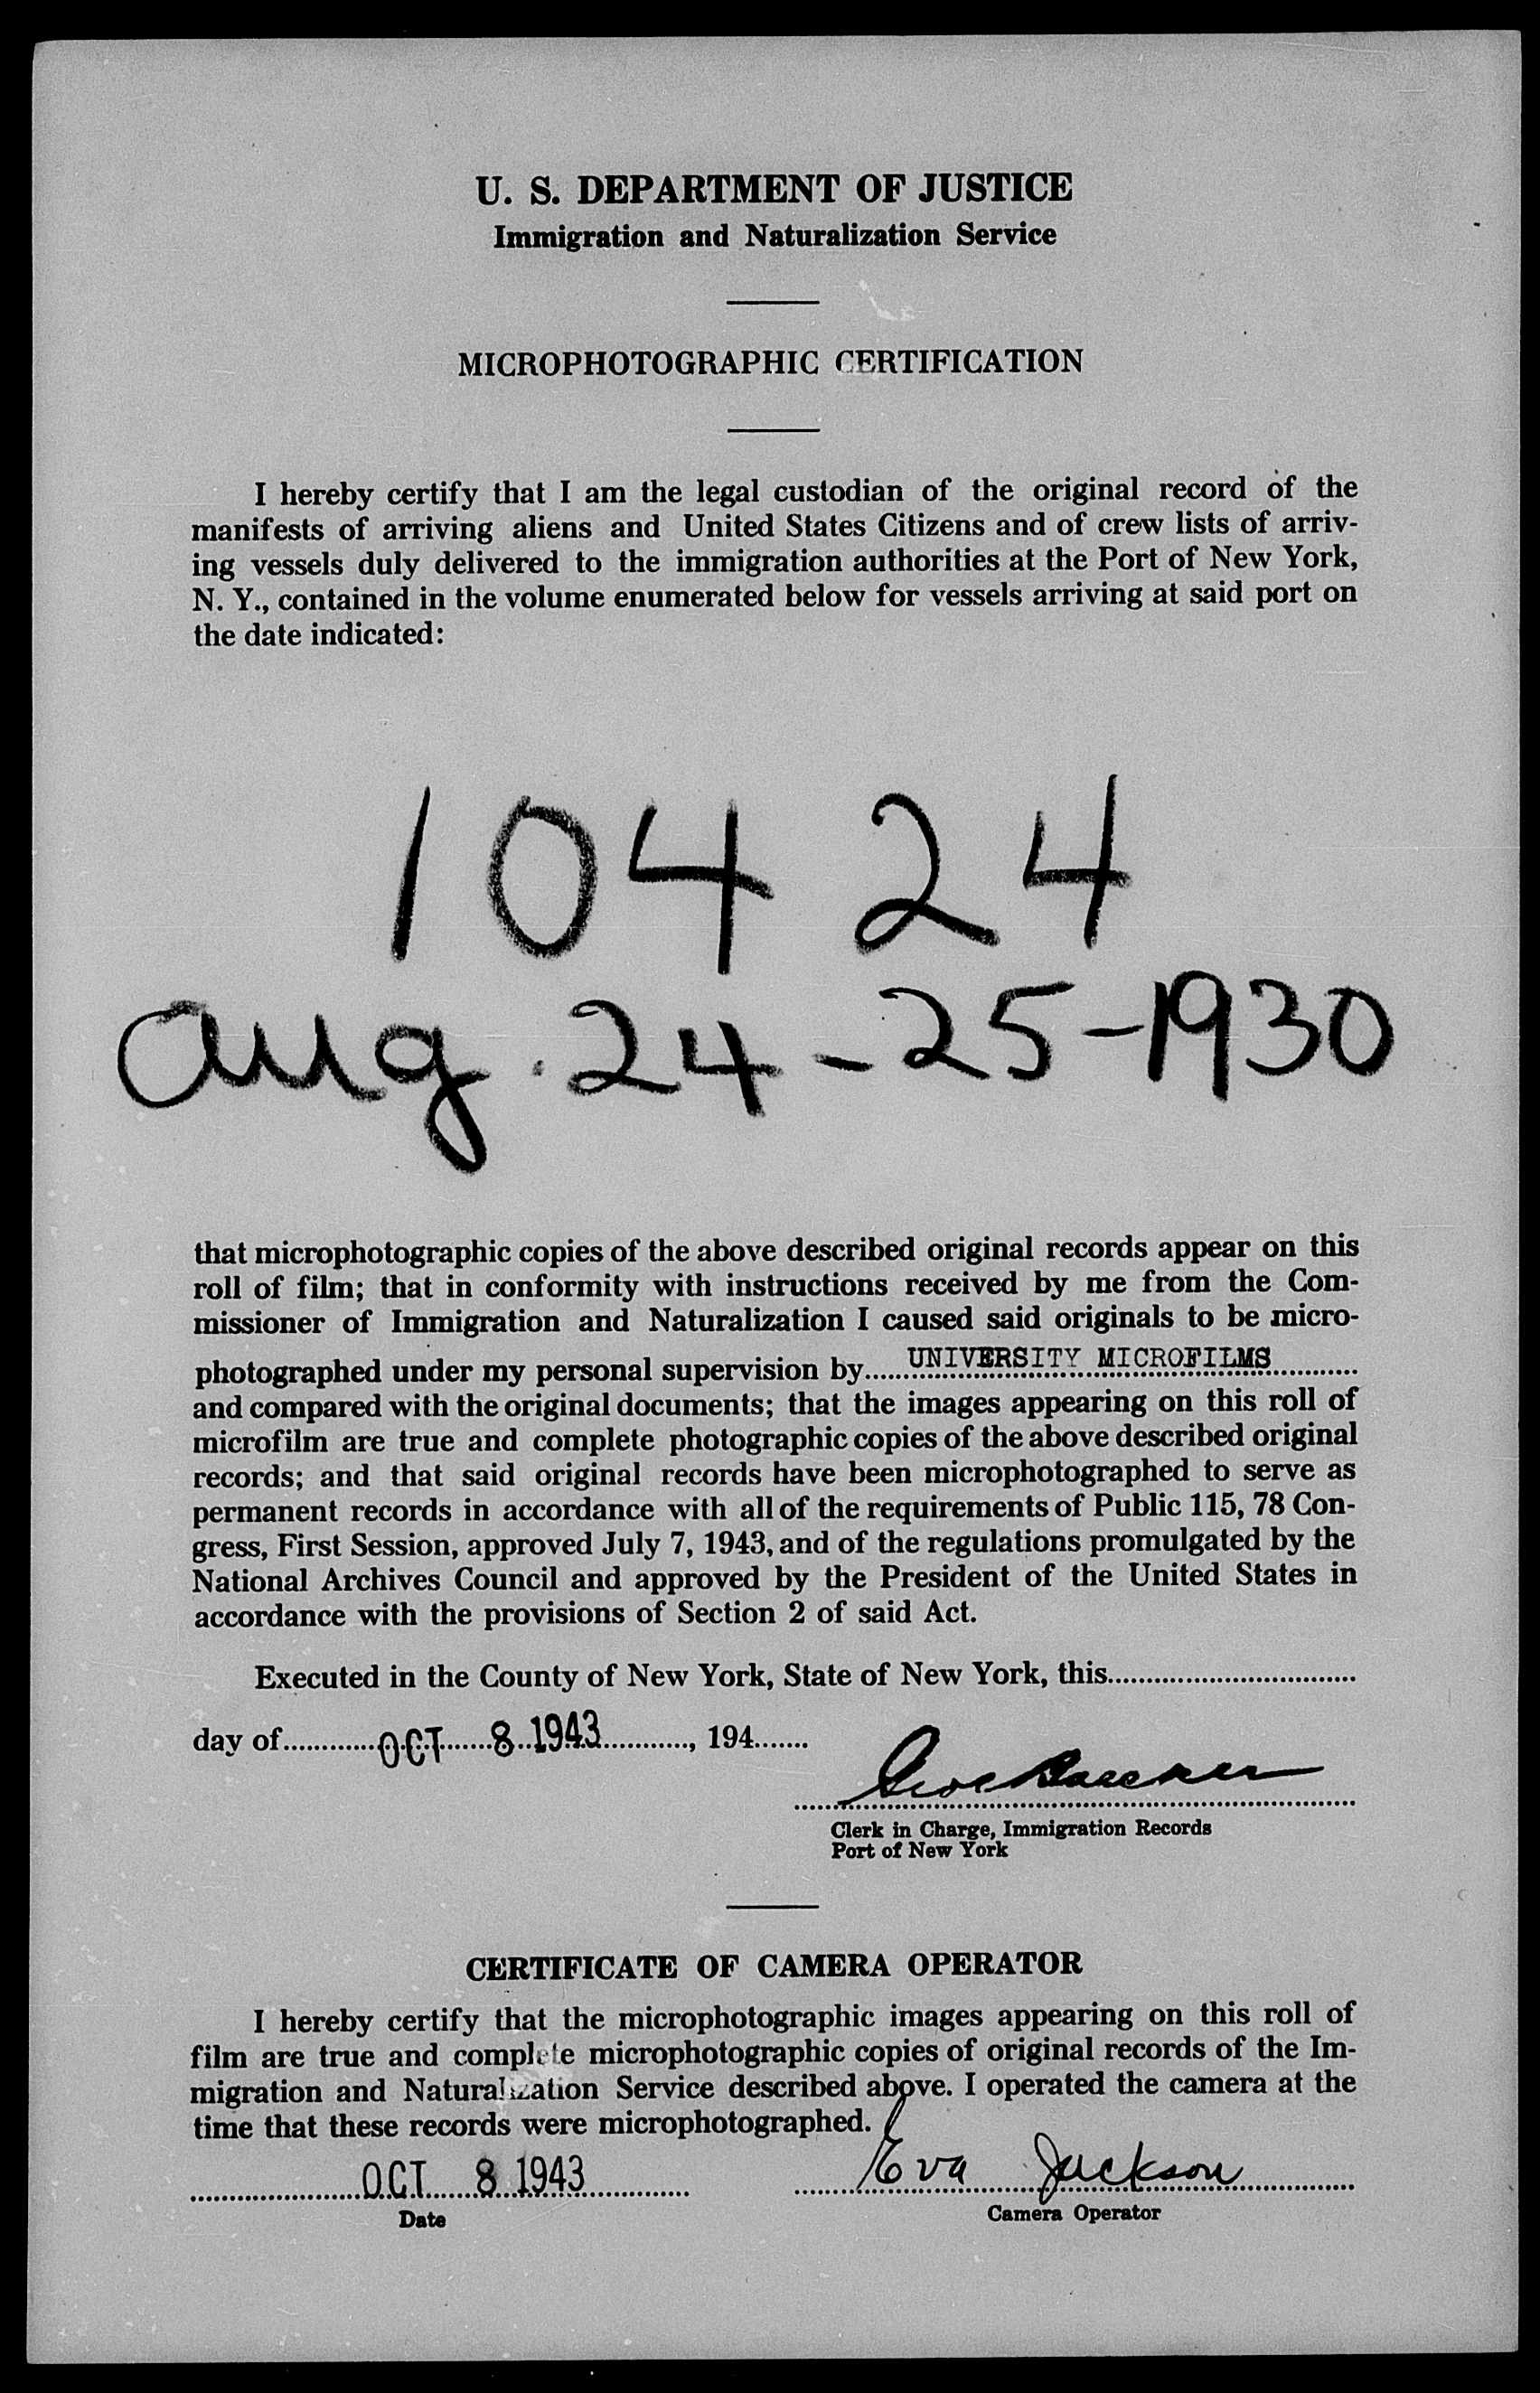 U. S. DEPARTMENT OF JUSTICE
Immigration and Naturalization Service
MICROPHOTOGRAPHIC CERTIFICATION
I hereby certify that I am the legal custodian of the original record of the
manifests of arriving aliens and United States Citizens and of crew lists of arriv-
ing vessels duly delivered to the immigration authorities at the Port of New York,
N. Y., contained in the volume enumerated below for vessels arriving at said port on
the date indicated:
10424
Aug. 24-25-1930
that microphotographic copies of the above described original records appear on this
roll of film; that in conformity with instructions received by me from the Com-
missioner of Immigration and Naturalization I caused said originals to be micro-
photographed under my personal supervision by UNIVERSITY MICROFILMS
and compared with the original documents; that the images appearing on this roll of
microfilm are true and complete photographic copies of the above described original
records; and that said original records have been microphotographed to serve as
permanent records in accordance with all of the requirements of Public 115, 78 Con-
gress, First Session, approved July 7, 1943, and of the regulations promulgated by the
National Archives Council and approved by the President of the United States in
accordance with the provisions of Section 2 of said Act.
Executed in the County of New York, State of New York, this
day of OCT 8 1943, 194
Clerk in Charge, Immigration Records
Port of New York
CERTIFICATE OF CAMERA OPERATOR
I hereby certify that the microphotographic images appearing on this roll of
film are true and complete microphotographic copies of original records of the Im-
migration and Naturalization Service described above. I operated the camera at the
time that these records were microphotographed.
OCT 8 1943 Eva Jackson
Date Camera Operator